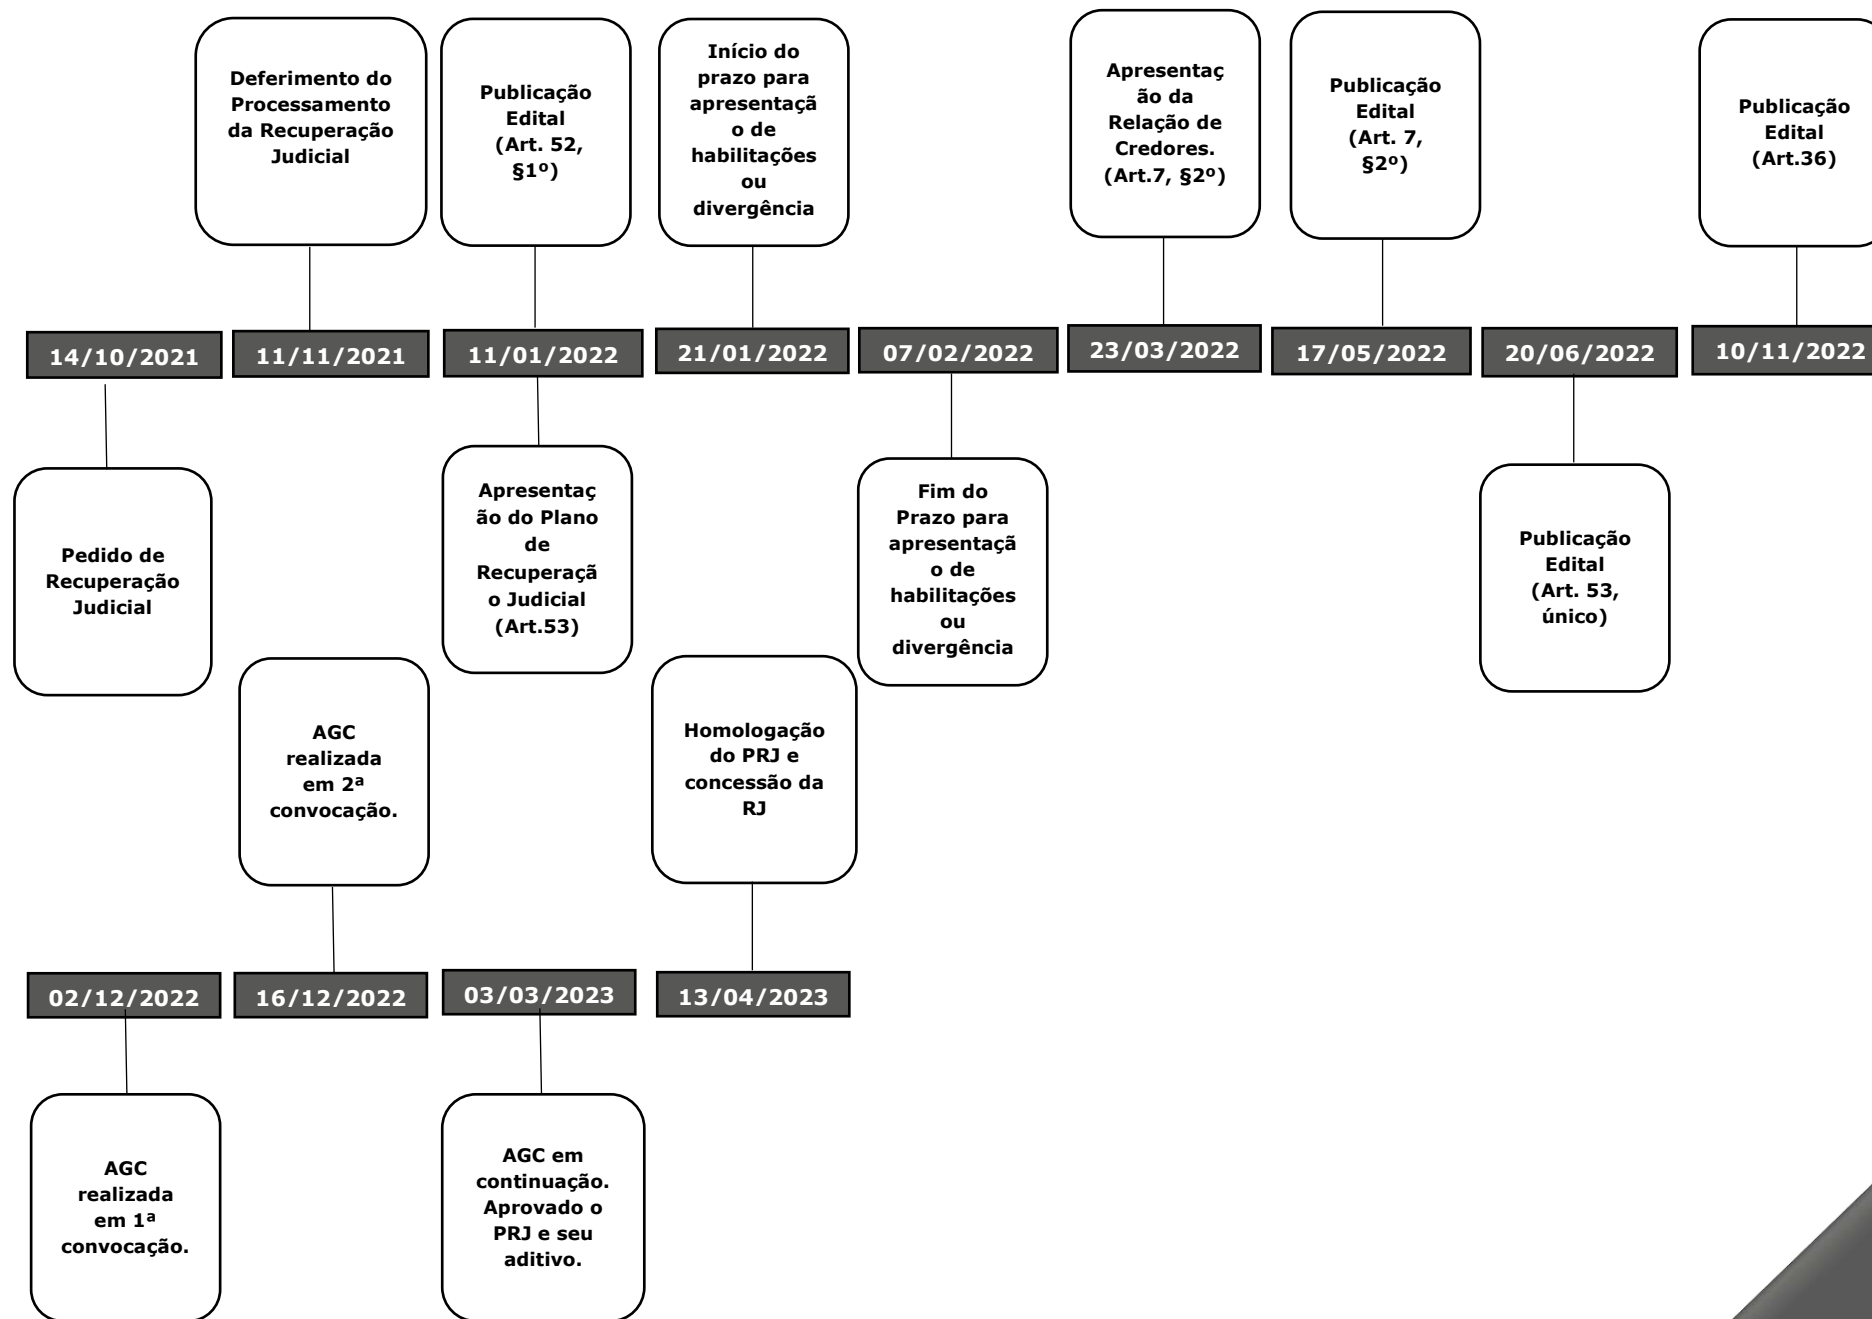 Deferimento do
Processamento
da Recuperação
Judicial
Publicação
Edital
(Art. 52,
§1º)
Início do
prazo para
apresentaçã
o de
habilitações
ou
divergência
Apresentaç
ão da
Relação de
Credores.
(Art.7, §2º)
Publicação
Edital
(Art. 7,
§2º)
Publicação
Edital
(Art.36)
14/10/2021
11/11/2021
11/01/2022
21/01/2022
07/02/2022
23/03/2022
17/05/2022
20/06/2022
10/11/2022
Pedido de
Recuperação
Judicial
Apresentaç
ão do Plano
de
Recuperaçã
o Judicial
(Art.53)
Fim do
Prazo para
apresentaçã
o de
habilitações
ou
divergência
Publicação
Edital
(Art. 53,
único)
AGC
realizada
em 2ª
convocação.
Homologação
do PRJ e
concessão da
RJ
02/12/2022
16/12/2022
03/03/2023
13/04/2023
AGC
realizada
em 1ª
convocação.
AGC em
continuação.
Aprovado o
PRJ e seu
aditivo.